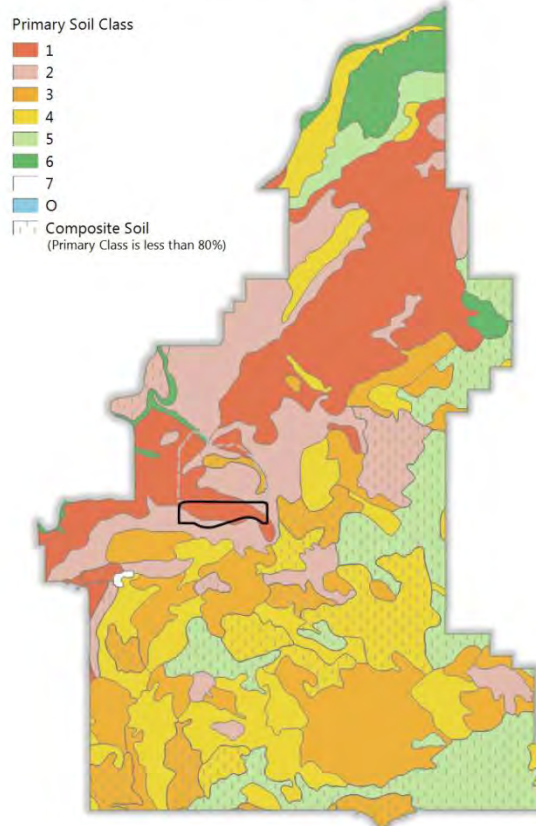 Primary Soil Class
1
2
3
4
5
6
7
O
Composite Soil
(Primary Class is less than 80%)